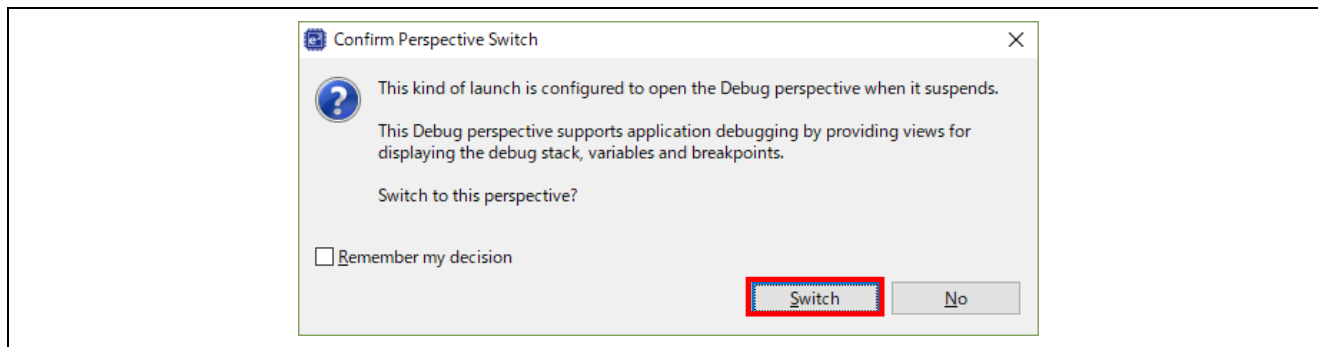 Confirm Perspective Switch
This kind of launch is configured to open the Debug perspective when it suspends.
This Debug perspective supports application debugging by providing views for
displaying the debug stack, variables and breakpoints.
Switch to this perspective?
Remember my decision
Switch
No